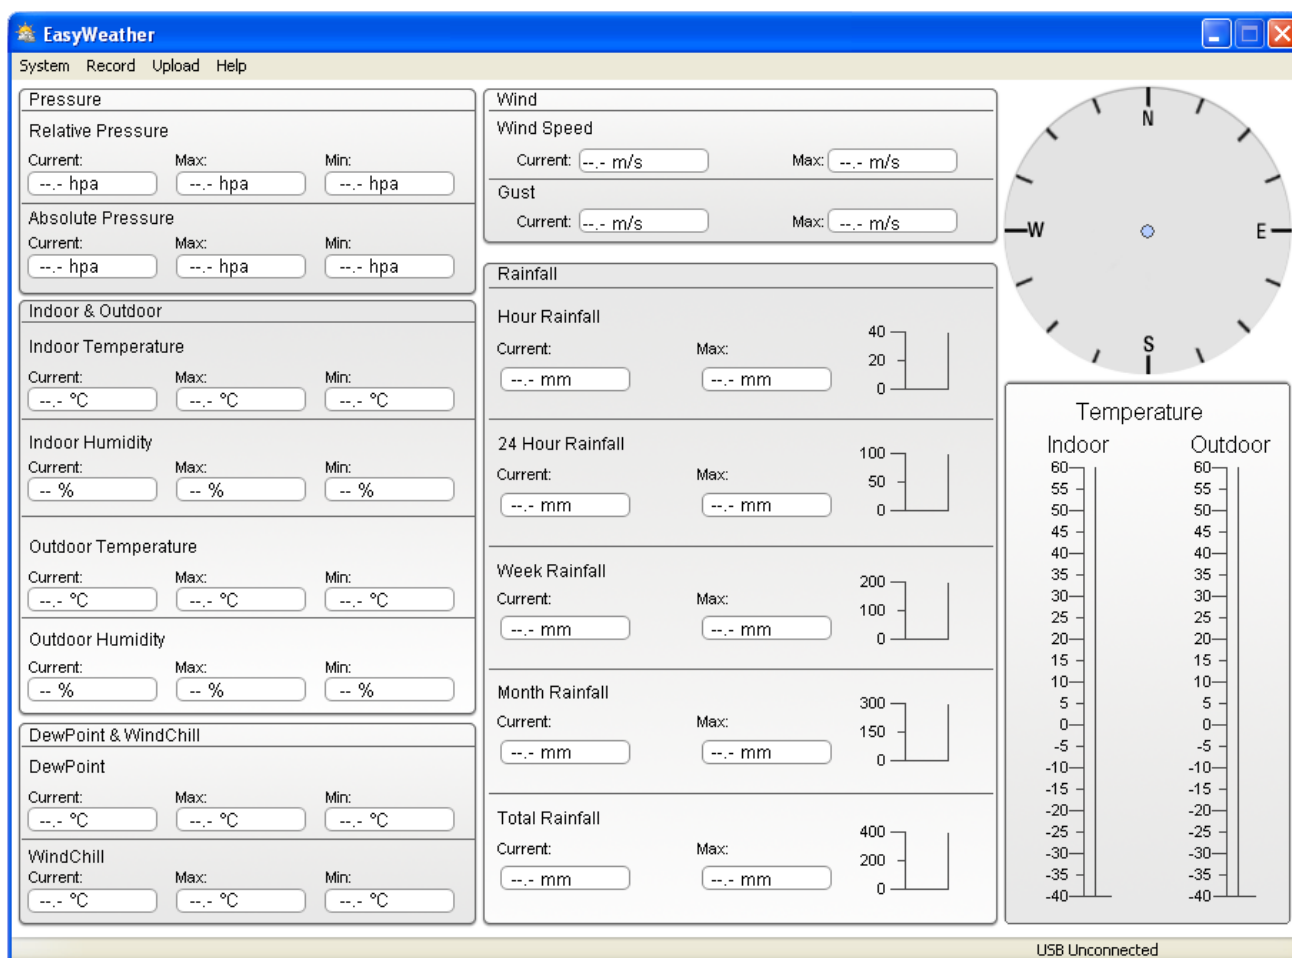 EasyWeather
System Record Upload Help
Pressure
Relative Pressure
Current: Max: Min:
--.- hpa --.- hpa --.- hpa
Absolute Pressure
Current: Max: Min:
--.- hpa --.- hpa --.- hpa
Indoor & Outdoor
Indoor Temperature
Current: Max: Min:
--.- °C --.- °C --.- °C
Indoor Humidity
Current: Max: Min:
-- % -- % -- %
Outdoor Temperature
Current: Max: Min:
--.- °C --.- °C --.- °C
Outdoor Humidity
Current: Max: Min:
-- % -- % -- %
DewPoint & WindChill
DewPoint
Current: Max: Min:
--.- °C --.- °C --.- °C
WindChill
Current: Max: Min:
--.- °C --.- °C --.- °C
Wind
Wind Speed
Current: --.- m/s Max: --.- m/s
Gust
Current: --.- m/s Max: --.- m/s
Rainfall
Hour Rainfall
Current: Max:
--.- mm --.- mm
40
20
0
24 Hour Rainfall
Current: Max:
--.- mm --.- mm
100
50
0
Week Rainfall
Current: Max:
--.- mm --.- mm
200
100
0
Month Rainfall
Current: Max:
--.- mm --.- mm
300
150
0
Total Rainfall
Current: Max:
--.- mm --.- mm
400
200
0
N
W E
S
Temperature
Indoor Outdoor
60 60
55 55
50 50
45 45
40 40
35 35
30 30
25 25
20 20
15 15
10 10
5 5
0 0
-5 -5
-10 -10
-15 -15
-20 -20
-25 -25
-30 -30
-35 -35
-40 -40
USB Unconnected